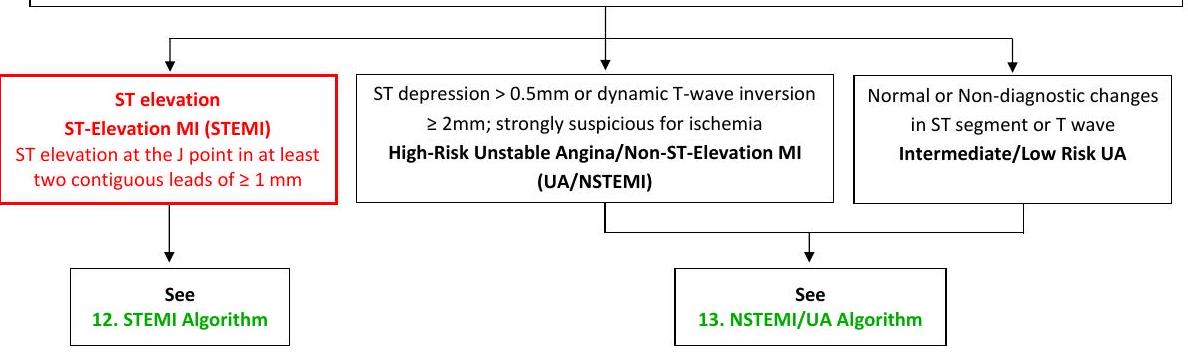 ST elevation
ST-Elevation MI (STEMI)
ST elevation at the J point in at least
two contiguous leads of ≥ 1 mm
ST depression > 0.5mm or dynamic T-wave inversion
≥ 2mm; strongly suspicious for ischemia
High-Risk Unstable Angina/Non-ST-Elevation MI
(UA/NSTEMI)
Normal or Non-diagnostic changes
in ST segment or T wave
Intermediate/Low Risk UA
See
12. STEMI Algorithm
See
13. NSTEMI/UA Algorithm